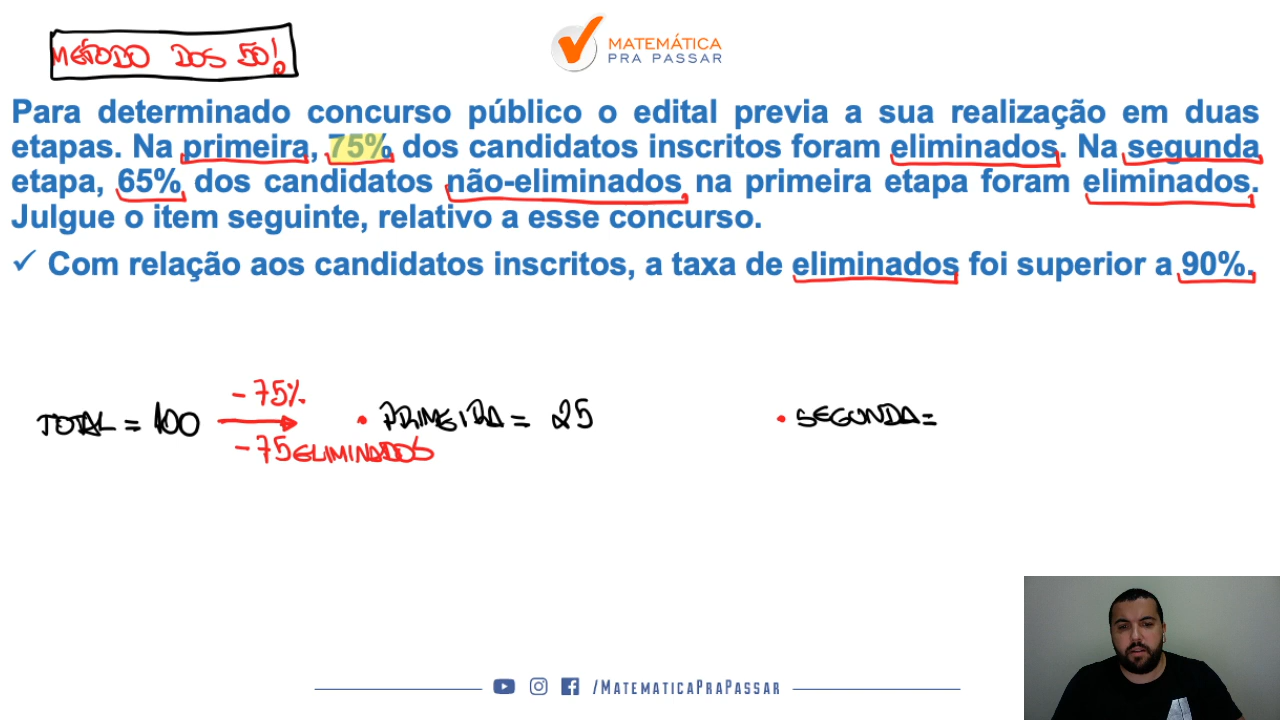 MÉTODO DOS 50!
MATEMÁTICA
PRA PASSAR
Para determinado concurso público o edital previa a sua realização em duas
etapas. Na primeira, 75% dos candidatos inscritos foram eliminados. Na segunda
etapa, 65% dos candidatos não-eliminados na primeira etapa foram eliminados.
Julgue o item seguinte, relativo a esse concurso.
✓ Com relação aos candidatos inscritos, a taxa de eliminados foi superior a 90%.
-75%
TOTAL = 100 • PRIMEIRA = 25 • SEGUNDA=
-75 ELIMINADOS
/MATEMATICAPRAPASSAR